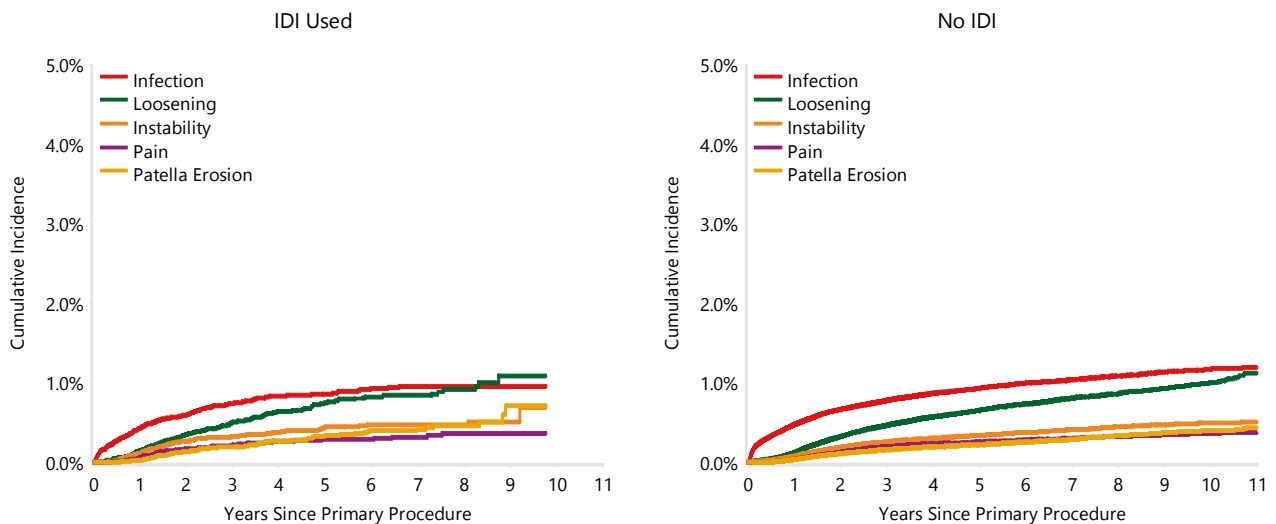 IDI Used
5.0%
4.0%
3.0%
2.0%
1.0%
0.0%
Cumulative Incidence
Infection
Loosening
Instability
Pain
Patella Erosion
0 1 2 3 4 5 6 7 8 9 10 11
Years Since Primary Procedure
No IDI
5.0%
4.0%
3.0%
2.0%
1.0%
0.0%
Cumulative Incidence
Infection
Loosening
Instability
Pain
Patella Erosion
0 1 2 3 4 5 6 7 8 9 10 11
Years Since Primary Procedure